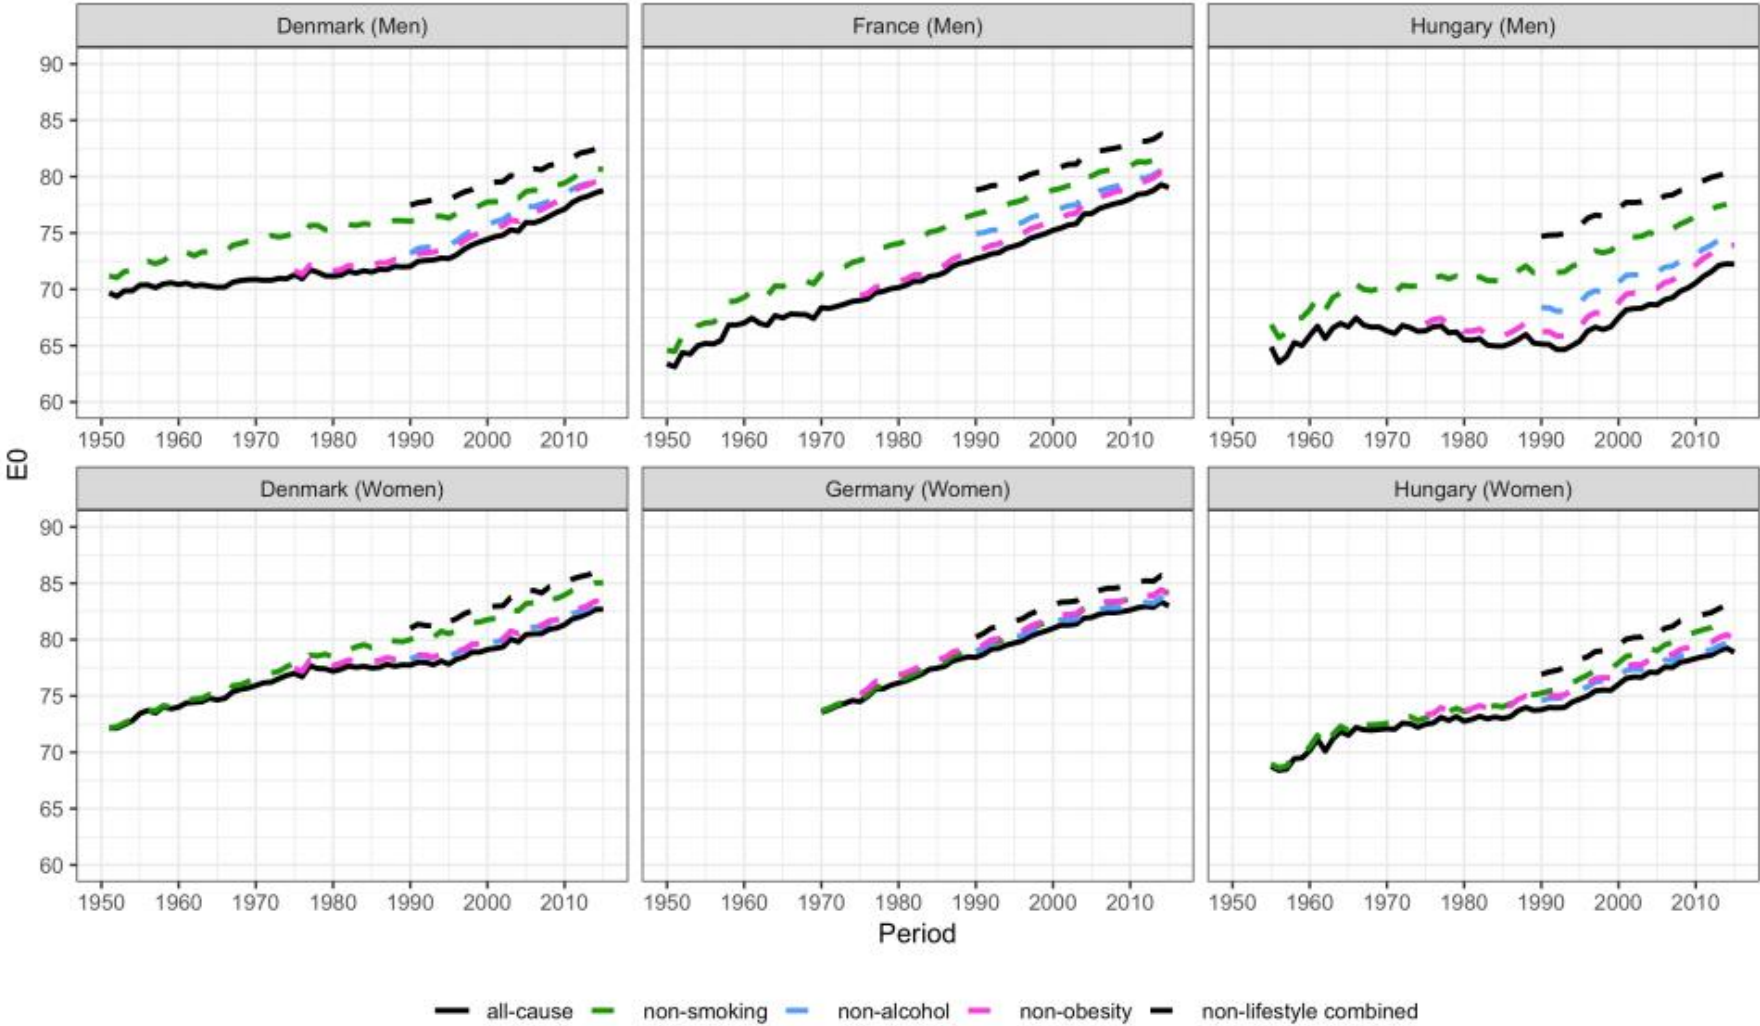 Denmark (Men) France (Men) Hungary (Men)
90
85
80
75
70
65
60
1950 1960 1970 1980 1990 2000 2010 1950 1960 1970 1980 1990 2000 2010 1950 1960 1970 1980 1990 2000 2010
E0
Denmark (Women) Germany (Women) Hungary (Women)
90
85
80
75
70
65
60
1950 1960 1970 1980 1990 2000 2010 1950 1960 1970 1980 1990 2000 2010 1950 1960 1970 1980 1990 2000 2010
Period
all-cause non-smoking non-alcohol non-obesity non-lifestyle combined